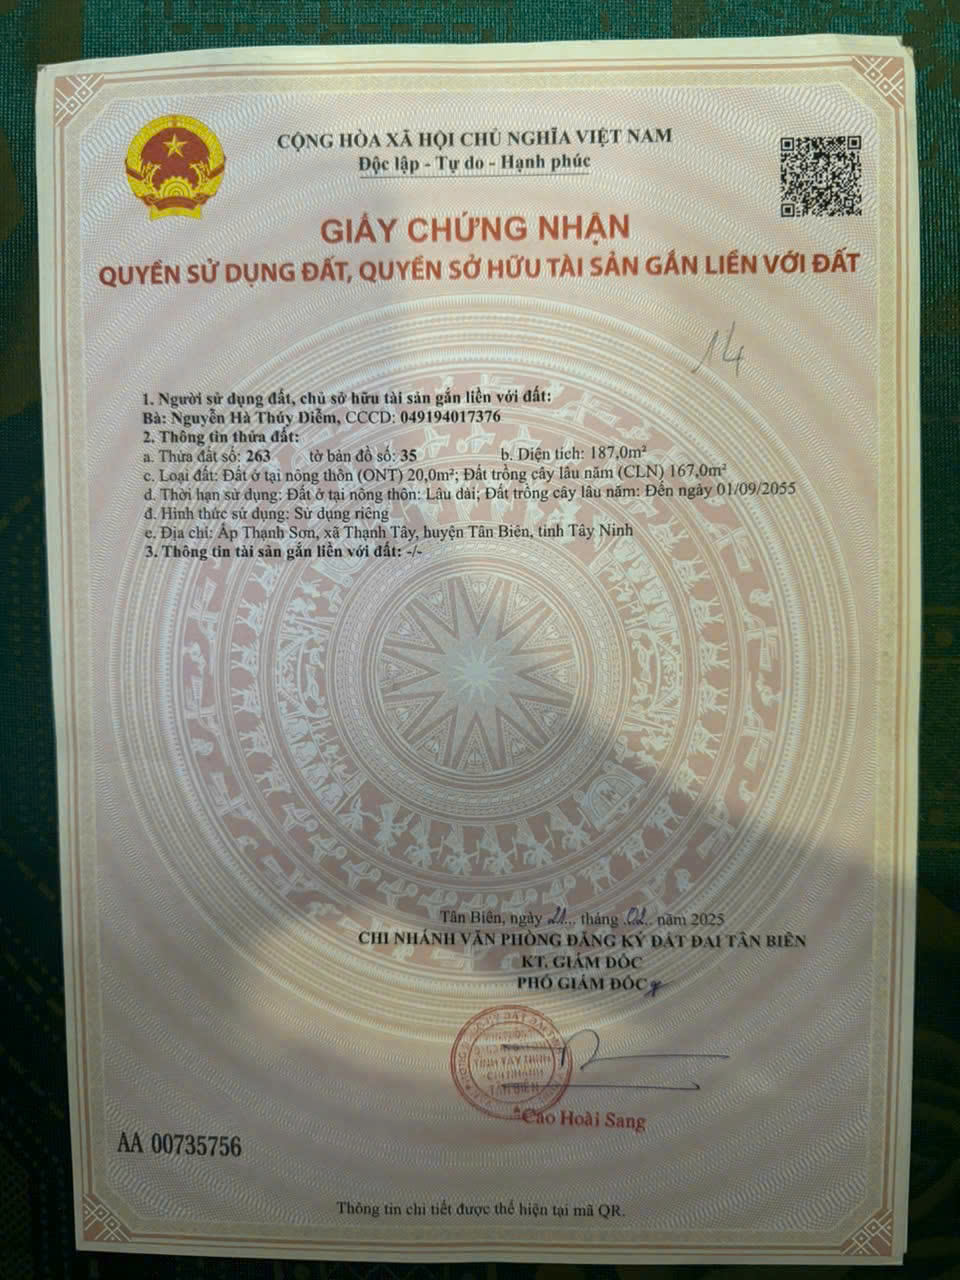 CỘNG HÒA XÃ HỘI CHỦ NGHĨA VIỆT NAM
Độc lập - Tự do - Hạnh phúc
GIẤY CHỨNG NHẬN
QUYỀN SỬ DỤNG ĐẤT, QUYỀN SỞ HỮU TÀI SẢN GẮN LIỀN VỚI ĐẤT
14
1. Người sử dụng đất, chủ sở hữu tài sản gắn liền với đất:
Bà: Nguyễn Hà Thúy Diễm, CCCD: 049194017376
2. Thông tin thửa đất:
a. Thửa đất số: 263 tờ bản đồ số: 35 b. Diện tích: 187,0m²
c. Loại đất: Đất ở tại nông thôn (ONT) 20,0m²; Đất trồng cây lâu năm (CLN) 167,0m²
d. Thời hạn sử dụng: Đất ở tại nông thôn: Lâu dài; Đất trồng cây lâu năm: Đến ngày 01/09/2055
đ. Hình thức sử dụng: Sử dụng riêng
e. Địa chỉ: Ấp Thạnh Sơn, xã Thạnh Tây, huyện Tân Biên, tỉnh Tây Ninh
3. Thông tin tài sản gắn liền với đất: -/-
Tân Biên, ngày 21... tháng .02.. năm 2025
CHI NHÁNH VĂN PHÒNG ĐĂNG KÝ ĐẤT ĐAI TÂN BIÊN
KT. GIÁM ĐỐC
PHÓ GIÁM ĐỐC
TỈNH TÂY NINH
CHI NHÁNH
TÂN BIÊN
Cao Hoài Sang
AA 00735756
Thông tin chi tiết được thể hiện tại mã QR.